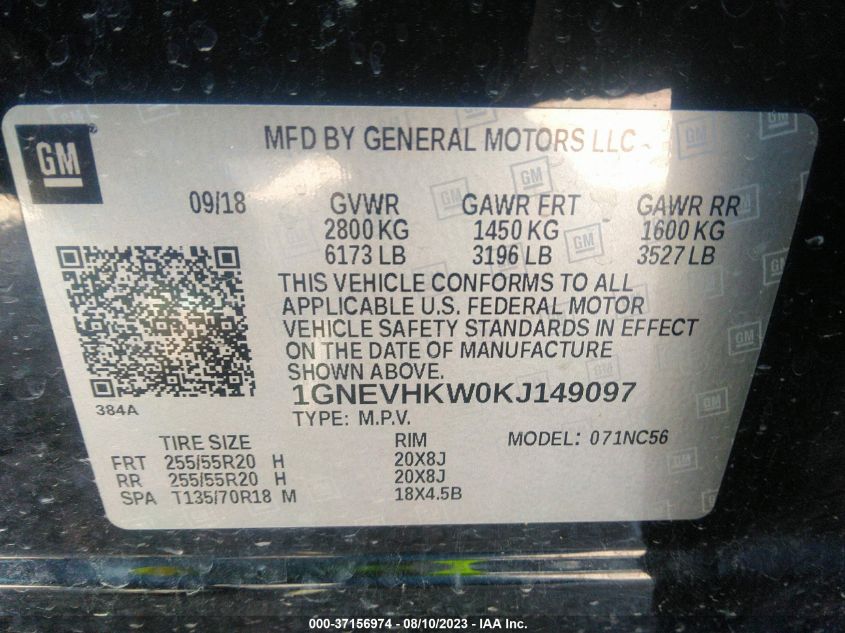 GM
MFD BY GENERAL MOTORS LLC
09/18 GVWR GAWR FRT GAWR RR
2800 KG 1450 KG 1600 KG
6173 LB 3196 LB 3527 LB
THIS VEHICLE CONFORMS TO ALL
APPLICABLE U.S. FEDERAL MOTOR
VEHICLE SAFETY STANDARDS IN EFFECT
ON THE DATE OF MANUFACTURE
SHOWN ABOVE.
384A
1GNEVHKW0KJ149097
TYPE: M.P.V.
TIRE SIZE RIM MODEL: 071NC56
FRT 255/55R20 H 20X8J
RR 255/55R20 H 20X8J
SPA T135/70R18 M 18X4.5B
000-37156974 - 08/10/2023 - IAA Inc.